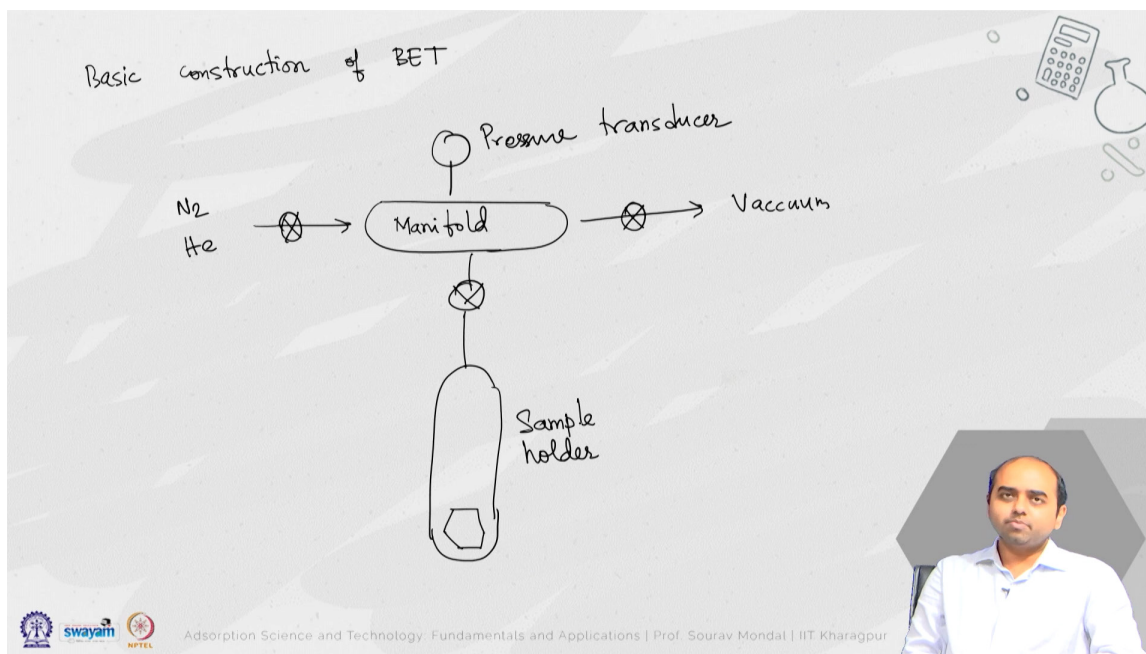 Basic construction of BET
Pressure transducer
N2
He
Manifold
Vaccuum
Sample
holder
swayam
NPTEL
Adsorption Science and Technology: Fundamentals and Applications | Prof. Sourav Mondal | IIT Kharagpur